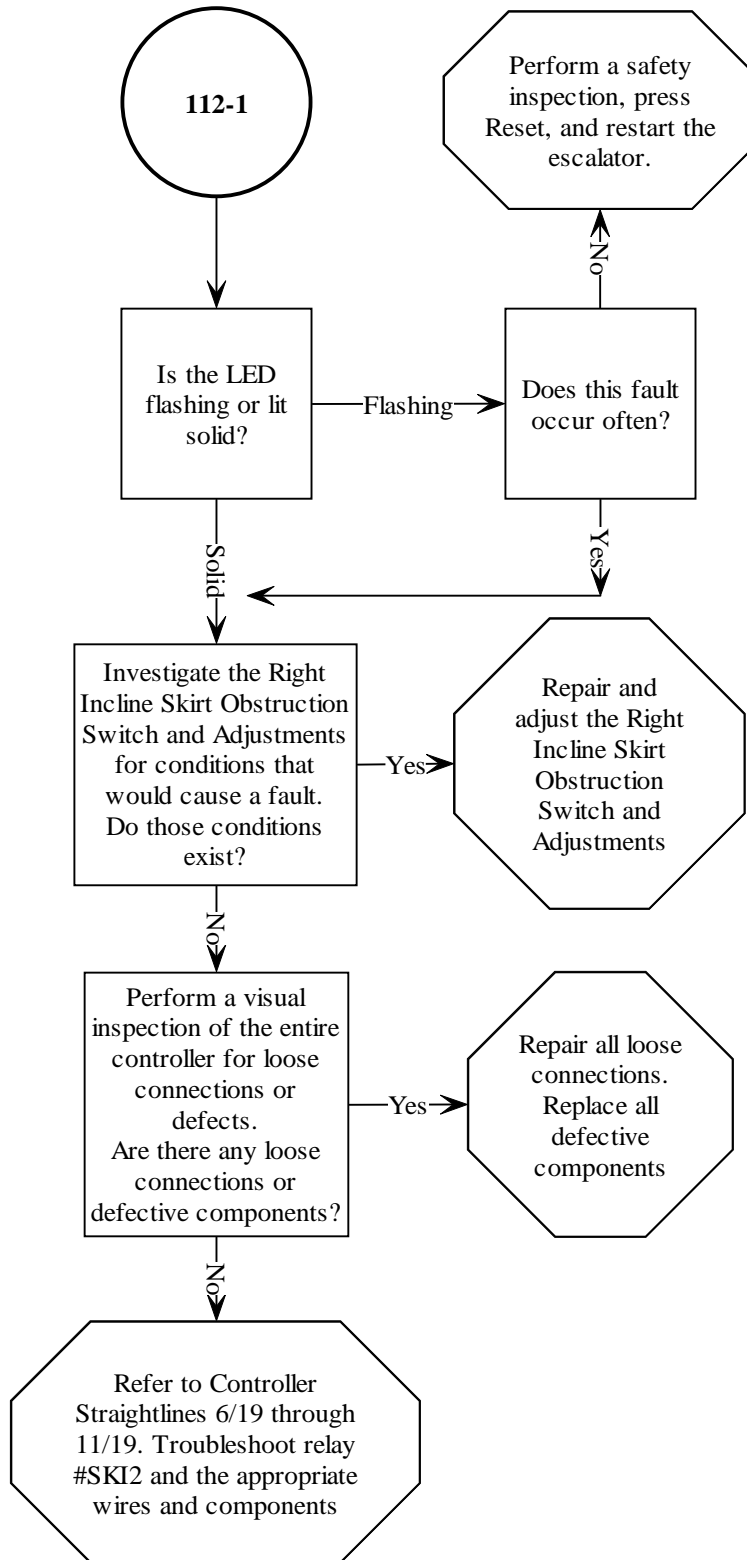 112-1
Perform a safety
inspection, press
Reset, and restart the
escalator.
No
Is the LED
flashing or lit
solid?
Flashing
Does this fault
occur often?
Solid
Yes
Investigate the Right
Incline Skirt Obstruction
Switch and Adjustments
for conditions that
would cause a fault.
Do those conditions
exist?
Yes
Repair and
adjust the Right
Incline Skirt
Obstruction
Switch and
Adjustments
No
Perform a visual
inspection of the entire
controller for loose
connections or
defects.
Are there any loose
connections or
defective components?
Yes
Repair all loose
connections.
Replace all
defective
components
No
Refer to Controller
Straightlines 6/19 through
11/19. Troubleshoot relay
#SKI2 and the appropriate
wires and components